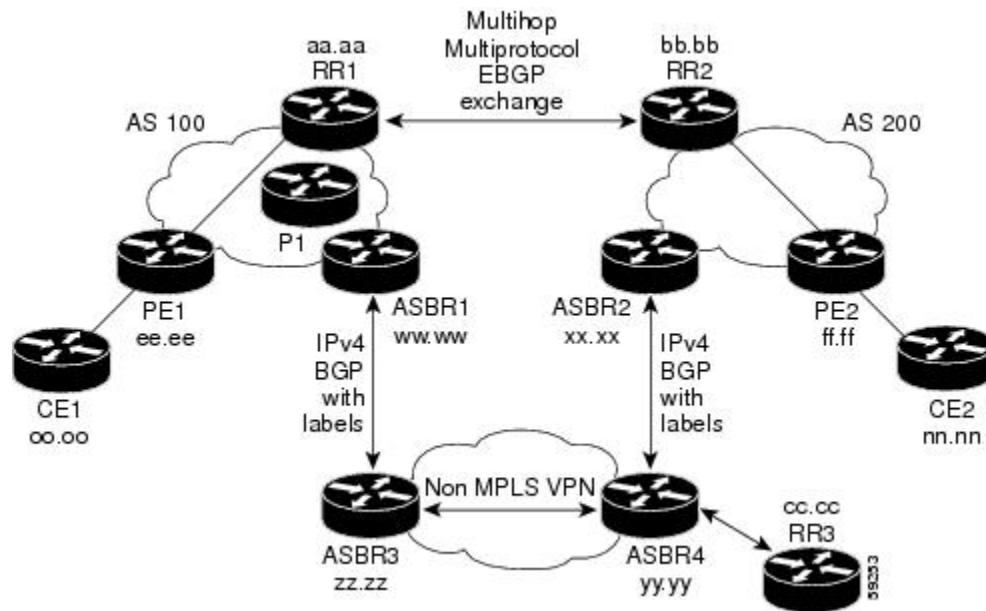 Multihop
Multiprotocol
EBGP
exchange
aa.aa
RR1
bb.bb
RR2
AS 100
AS 200
P1
PE1
ee.ee
ASBR1
ww.ww
ASBR2
xx.xx
PE2
ff.ff
CE1
oo.oo
IPv4
BGP
with
labels
IPv4
BGP
with
labels
CE2
nn.nn
Non MPLS VPN
ASBR3
zz.zz
ASBR4
yy.yy
cc.cc
RR3
59253